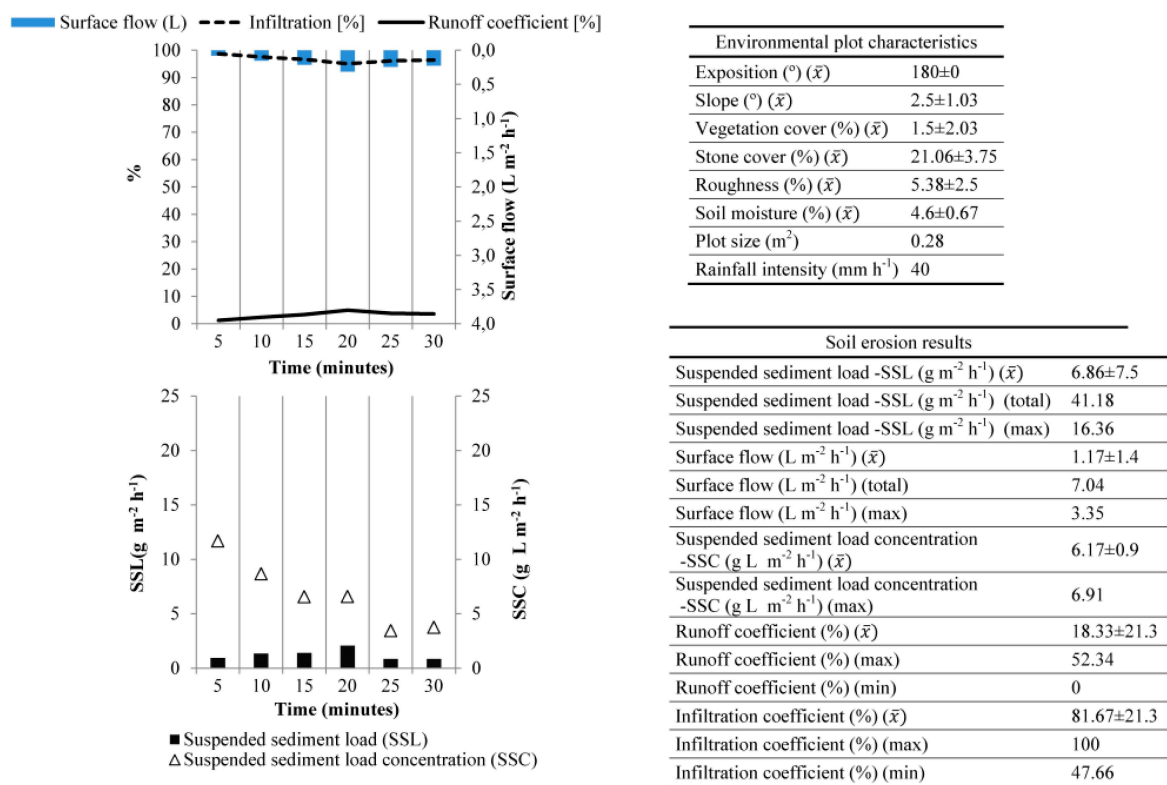 Surface flow (L) Infiltration [%] Runoff coefficient [%]
100
90
80
70
60
50
40
30
20
10
0
%
0,0
0,5
1,0
1,5
2,0
2,5
3,0
3,5
4,0
Surface flow (L m-2 h-1)
5 10 15 20 25 30
Time (minutes)
25
20
15
10
5
0
SSL(g m-2 h-1)
25
20
15
10
5
0
SSC (g L m-2 h-1)
5 10 15 20 25 30
Time (minutes)
Suspended sediment load (SSL)
Suspended sediment load concentration (SSC)
Environmental plot characteristics
Exposition (º) (x̄) 180±0
Slope (º) (x̄) 2.5±1.03
Vegetation cover (%) (x̄) 1.5±2.03
Stone cover (%) (x̄) 21.06±3.75
Roughness (%) (x̄) 5.38±2.5
Soil moisture (%) (x̄) 4.6±0.67
Plot size (m2) 0.28
Rainfall intensity (mm h-1) 40
Soil erosion results
Suspended sediment load -SSL (g m-2 h-1) (x̄) 6.86±7.5
Suspended sediment load -SSL (g m-2 h-1) (total) 41.18
Suspended sediment load -SSL (g m-2 h-1) (max) 16.36
Surface flow (L m-2 h-1) (x̄) 1.17±1.4
Surface flow (L m-2 h-1) (total) 7.04
Surface flow (L m-2 h-1) (max) 3.35
Suspended sediment load concentration
-SSC (g L m-2 h-1) (x̄) 6.17±0.9
Suspended sediment load concentration
-SSC (g L m-2 h-1) (max) 6.91
Runoff coefficient (%) (x̄) 18.33±21.3
Runoff coefficient (%) (max) 52.34
Runoff coefficient (%) (min) 0
Infiltration coefficient (%) (x̄) 81.67±21.3
Infiltration coefficient (%) (max) 100
Infiltration coefficient (%) (min) 47.66